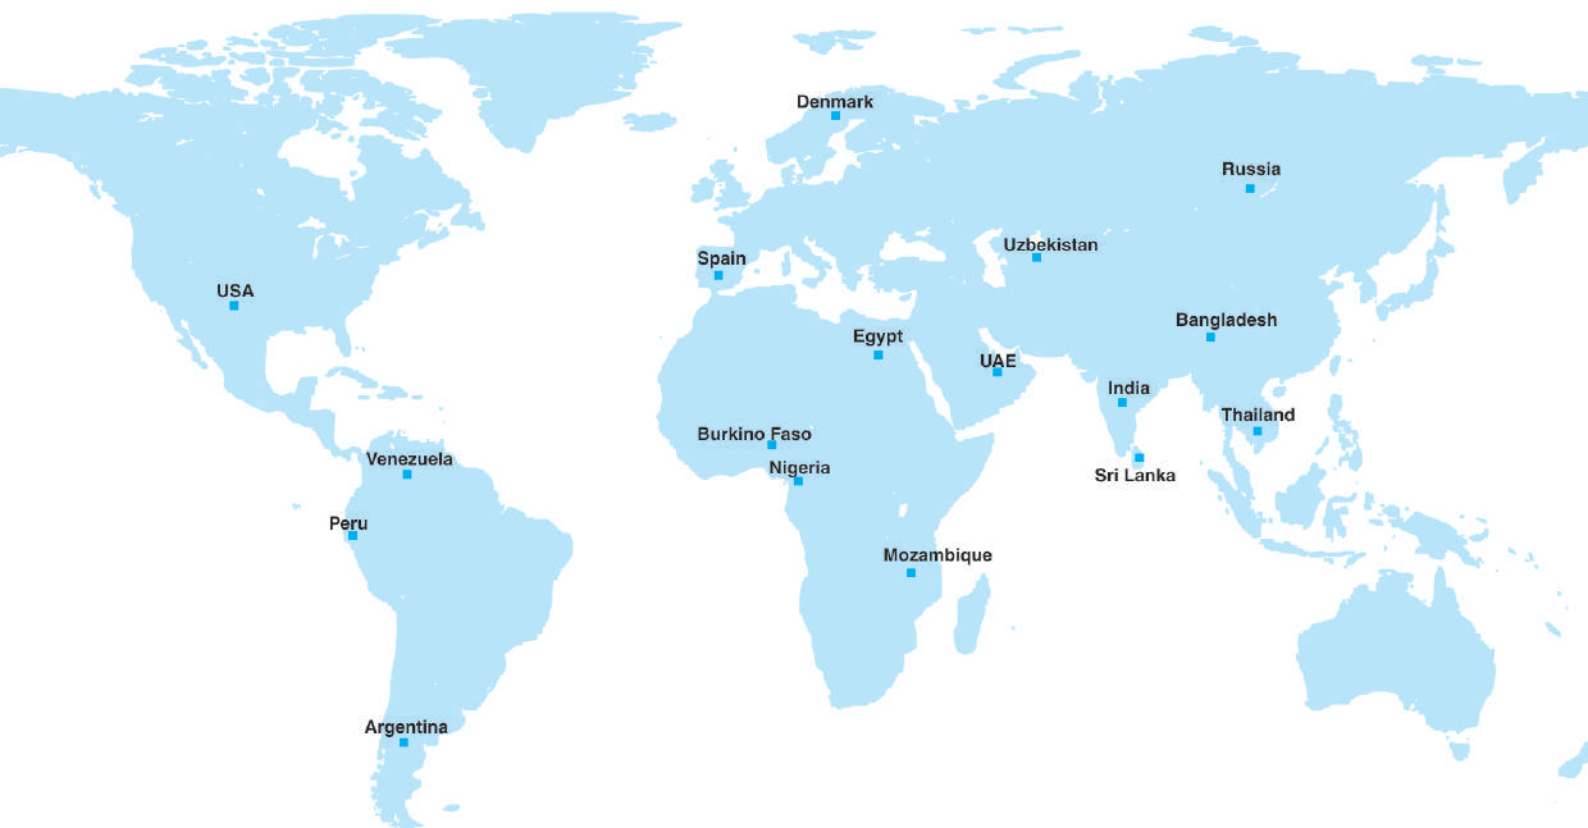 Denmark
Russia
Uzbekistan
Spain
USA
Bangladesh
Egypt
UAE
India
Thailand
Burkino Faso
Venezuela
Nigeria
Sri Lanka
Peru
Mozambique
Argentina